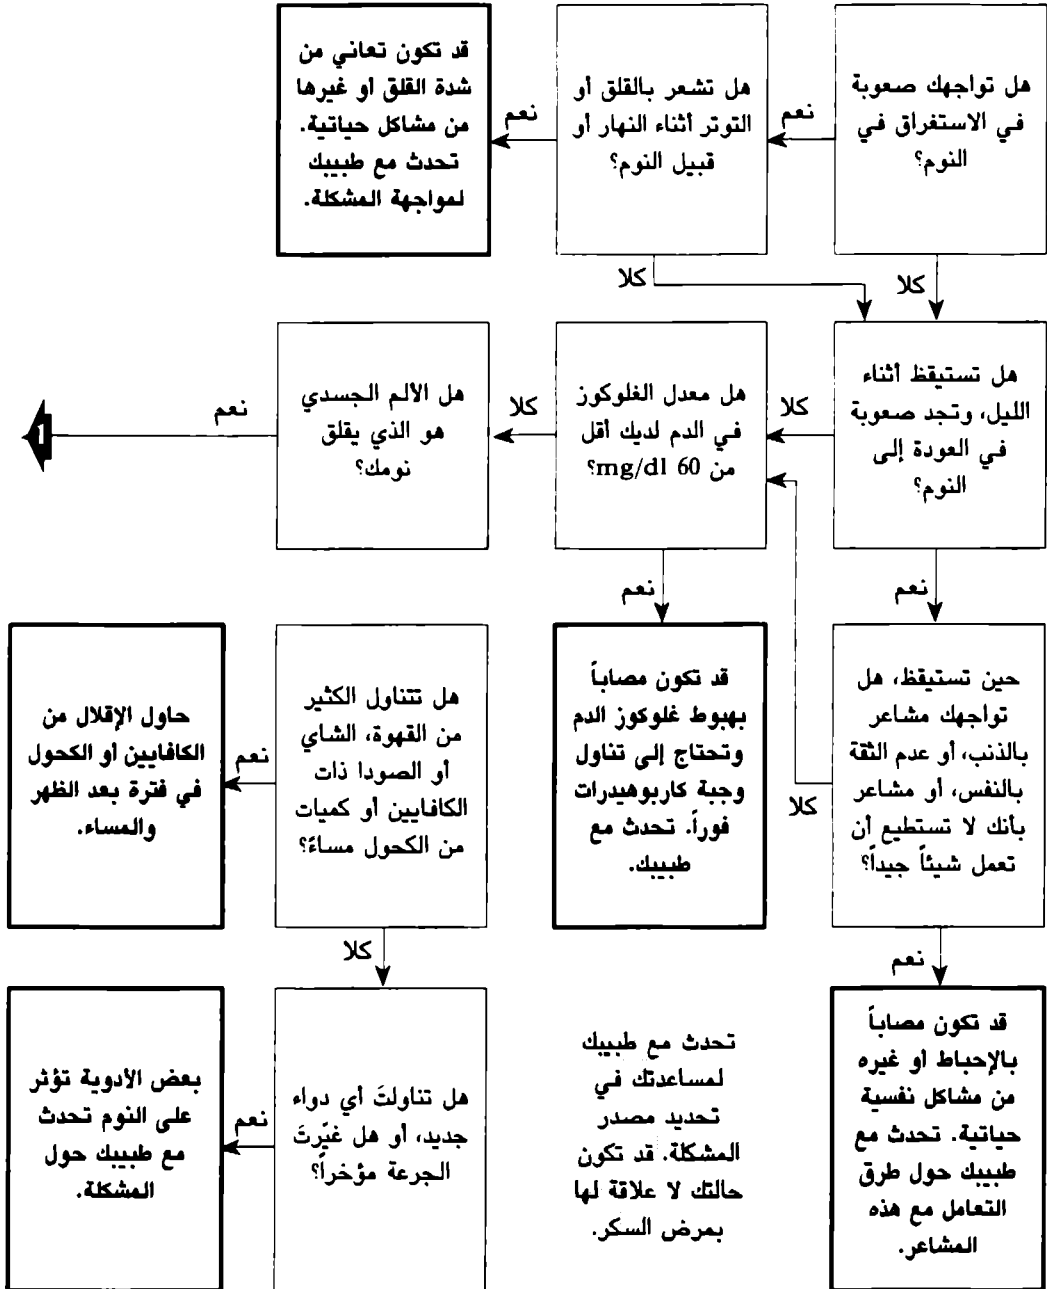 هل تواجهك صعوبة
في الاستغراق في
النوم؟
نعم
هل تشعر بالقلق أو
التوتر أثناء النهار أو
قبيل النوم؟
نعم
قد تكون تعاني من
شدة القلق أو غيرها
من مشاكل حياتية.
تحدث مع طبيبك
لمواجهة المشكلة.
كلا
كلا
هل تستيقظ أثناء
الليل، وتجد صعوبة
في العودة إلى
النوم؟
كلا
هل معدل الغلوكوز
في الدم لديك أقل
من 60 mg/dl؟
كلا
هل الألم الجسدي
هو الذي يقلق
نومك؟
نعم
1
نعم
نعم
حين تستيقظ، هل
تواجهك مشاعر
بالذنب، أو عدم الثقة
بالنفس، أو مشاعر
بأنك لا تستطيع أن
تعمل شيئاً جيداً؟
كلا
قد تكون مصاباً
بهبوط غلوكوز الدم
وتحتاج إلى تناول
وجبة كاربوهيدرات
فوراً. تحدث مع
طبيبك.
هل تتناول الكثير
من القهوة، الشاي
أو الصودا ذات
الكافايين أو كميات
من الكحول مساءً؟
نعم
حاول الإقلال من
الكافايين أو الكحول
في فترة بعد الظهر
والمساء.
نعم
كلا
قد تكون مصاباً
بالإحباط أو غيره
من مشاكل نفسية
حياتية. تحدث مع
طبيبك حول طرق
التعامل مع هذه
المشاعر.
تحدث مع طبيبك
لمساعدتك في
تحديد مصدر
المشكلة. قد تكون
حالتك لا علاقة لها
بمرض السكر.
هل تناولتَ أي دواء
جديد، أو هل غيّرتَ
الجرعة مؤخراً؟
نعم
بعض الأدوية تؤثر
على النوم تحدث
مع طبيبك حول
المشكلة.